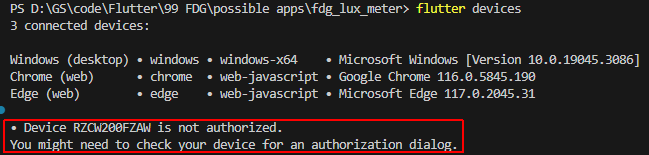 PS D:\GS\code\Flutter\99 FDG\possible apps\fdg_lux_meter> flutter devices
3 connected devices:
Windows (desktop) • windows • windows-x64 • Microsoft Windows [Version 10.0.19045.3086]
Chrome (web) • chrome • web-javascript • Google Chrome 116.0.5845.190
Edge (web) • edge • web-javascript • Microsoft Edge 117.0.2045.31
• Device RZCW200FZAW is not authorized.
You might need to check your device for an authorization dialog.